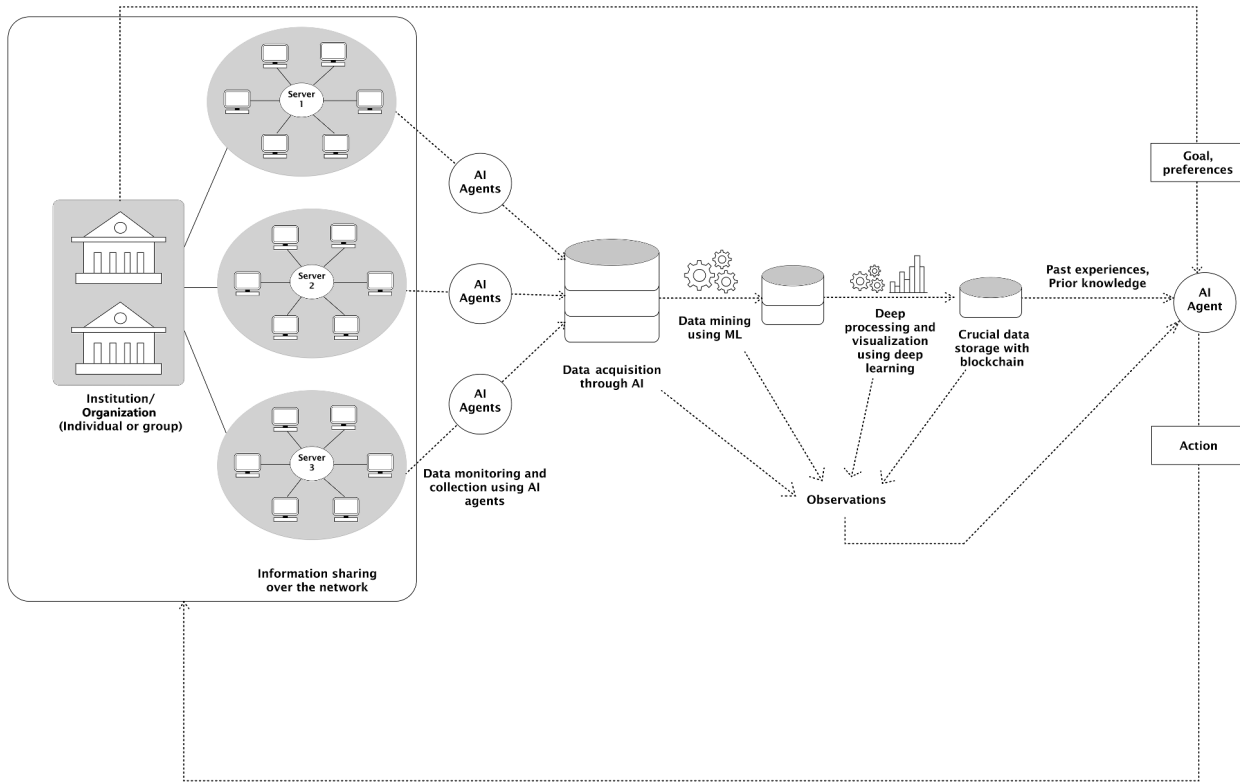 Server
1
AI
Agents
Goal,
preferences
Server
2
AI
Agents
Past experiences,
Prior knowledge
AI
Agent
Data mining
using ML
Deep
processing and
visualization
using deep
learning
Crucial data
storage with
blockchain
Data acquisition
through AI
Institution/
Organization
(Individual or group)
AI
Agents
Server
3
Action
Data monitoring and
collection using AI
agents
Observations
Information sharing
over the network